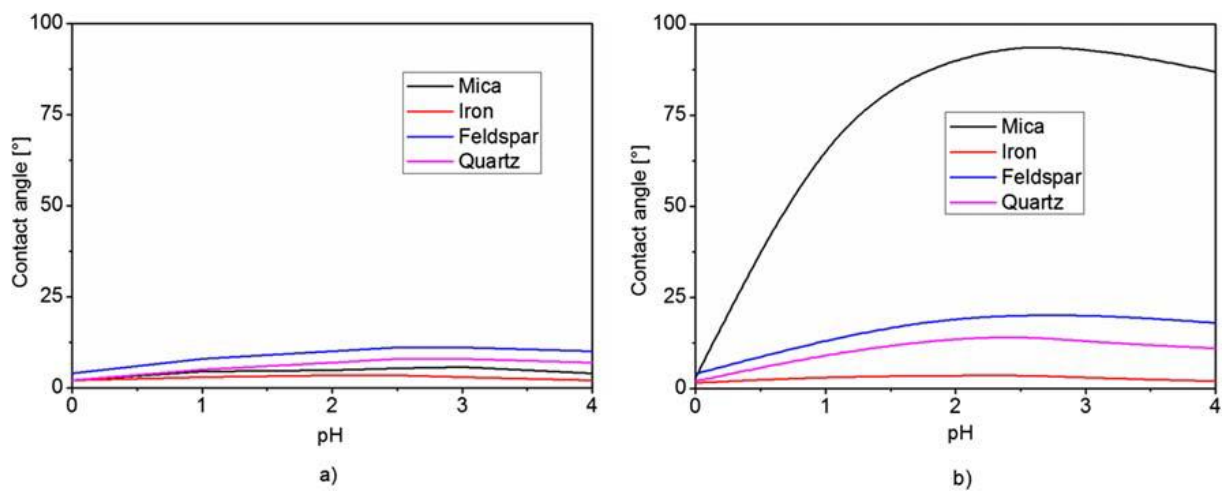 100
75
50
25
0
Contact angle [°]
Mica
Iron
Feldspar
Quartz
0 1 2 3 4
pH
a)
100
75
50
25
0
Contact angle [°]
Mica
Iron
Feldspar
Quartz
0 1 2 3 4
pH
b)